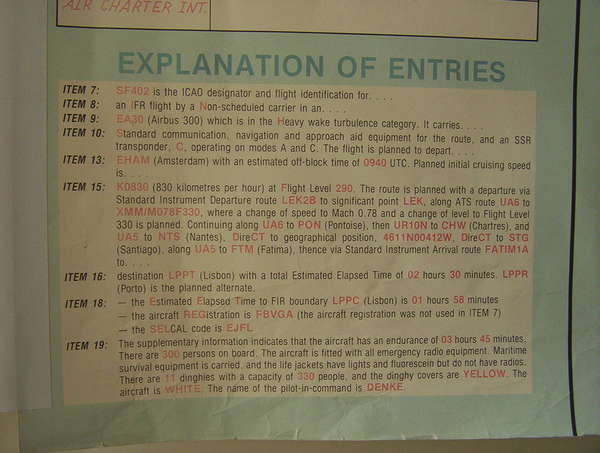 AIR CHARTER INT.
EXPLANATION OF ENTRIES
ITEM 7: SF402 is the ICAO designator and flight identification for. . . .
ITEM 8: an IFR flight by a Non-scheduled carrier in an. . . .
ITEM 9: EA30 (Airbus 300) which is in the Heavy wake turbulence category. It carries. . . .
ITEM 10: Standard communication, navigation and approach aid equipment for the route, and an SSR
transponder, C, operating on modes A and C. The flight is planned to depart. . . .
ITEM 13: EHAM (Amsterdam) with an estimated off-block time of 0940 UTC. Planned initial cruising speed
is. . . .
ITEM 15: K0830 (830 kilometres per hour) at Flight Level 290. The route is planned with a departure via
Standard Instrument Departure route LEK2B to significant point LEK, along ATS route UA6 to
XMM/M078F330, where a change of speed to Mach 0.78 and a change of level to Flight Level
330 is planned. Continuing along UA6 to PON (Pontoise), then UR10N to CHW (Chartres), and
UA5 to NTS (Nantes), DireCT to geographical position, 4611N00412W, DireCT to STG
(Santiago), along UA5 to FTM (Fatima), thence via Standard Instrument Arrival route FATIM1A
to. . . .
ITEM 16: destination LPPT (Lisbon) with a total Estimated Elapsed Time of 02 hours 30 minutes. LPPR
(Porto) is the planned alternate.
ITEM 18: — the Estimated Elapsed Time to FIR boundary LPPC (Lisbon) is 01 hours 58 minutes
— the aircraft REGistration is FBVGA (the aircraft registration was not used in ITEM 7)
— the SELCAL code is EJFL
ITEM 19: The supplementary information indicates that the aircraft has an endurance of 03 hours 45 minutes.
There are 300 persons on board. The aircraft is fitted with all emergency radio equipment. Maritime
survival equipment is carried, and the life jackets have lights and fluorescein but do not have radios.
There are 11 dinghies with a capacity of 330 people, and the dinghy covers are YELLOW. The
aircraft is WHITE. The name of the pilot-in-command is DENKE.